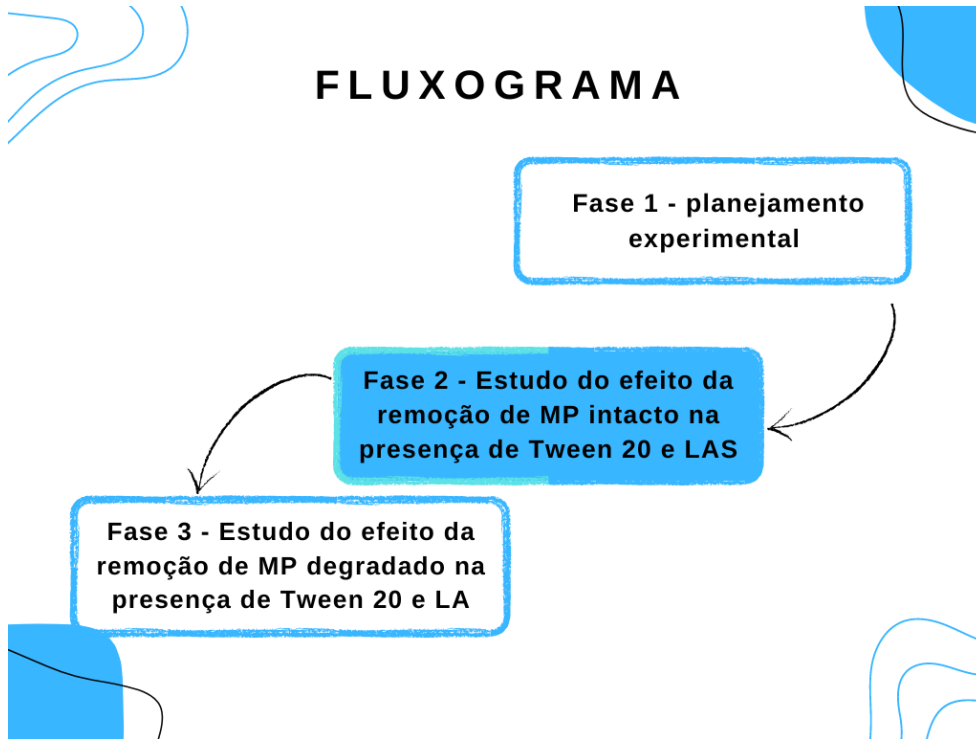 FLUXOGRAMA
Fase 1 - planejamento
experimental
Fase 2 - Estudo do efeito da
remoção de MP intacto na
presença de Tween 20 e LAS
Fase 3 - Estudo do efeito da
remoção de MP degradado na
presença de Tween 20 e LA